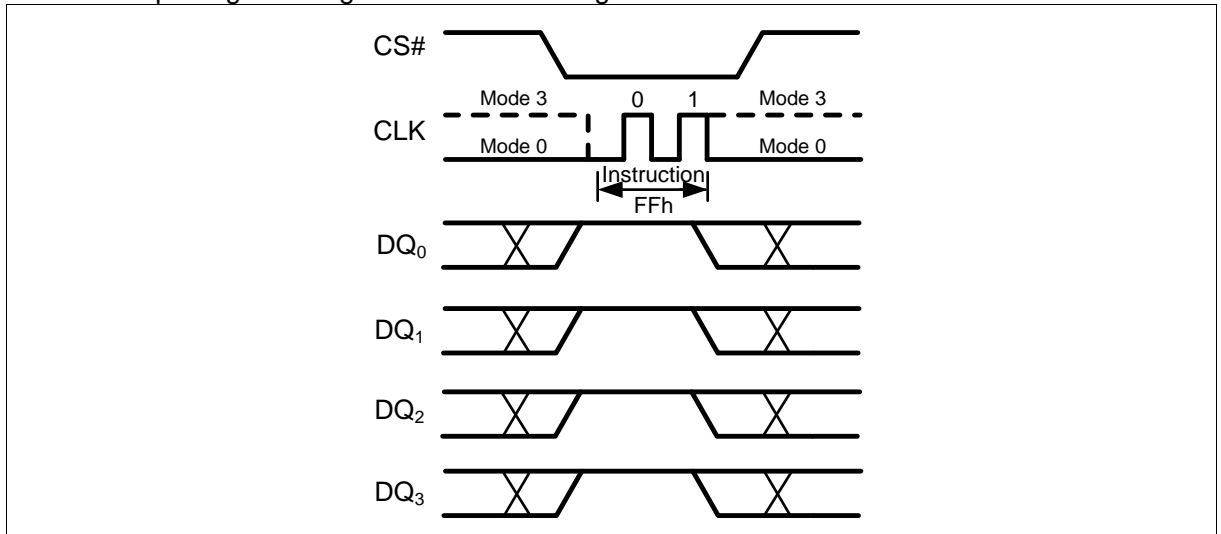 CS#
Mode 3 0 1 Mode 3
CLK
Mode 0 Mode 0
Instruction
FFh
DQ0
DQ1
DQ2
DQ3